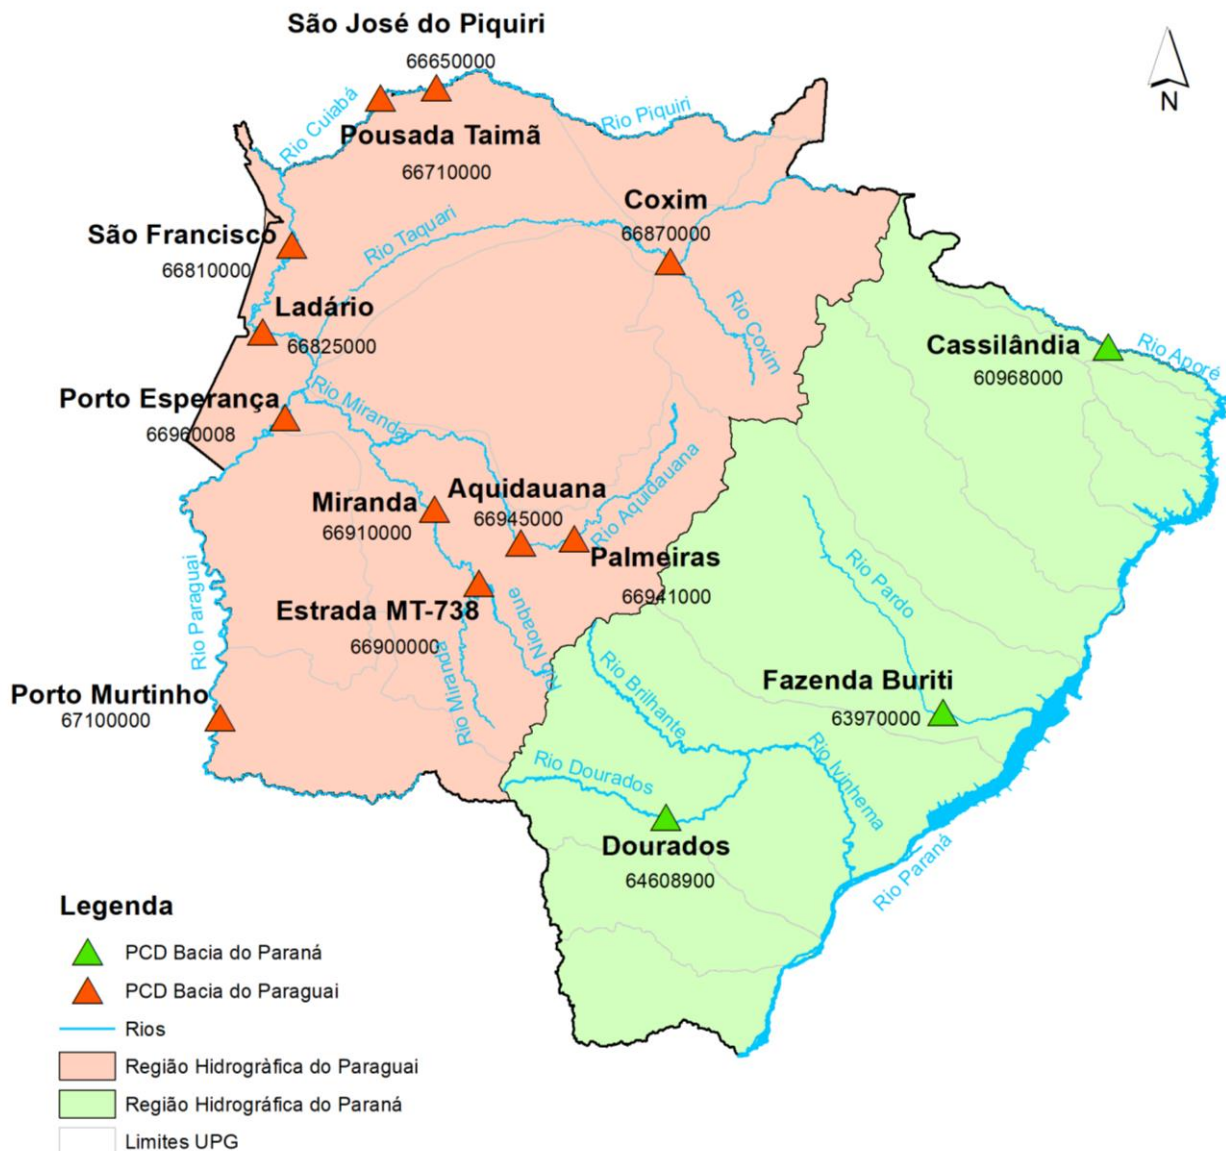 São José do Piquiri
66650000
N
Rio Cuiabá
Rio Piquiri
Pousada Taimã
66710000
Coxim
66870000
São Francisco
66810000
Rio Taquari
Ladário
66825000
Rio Coxim
Cassilândia
60968000
Rio Aporé
Porto Esperança
66960008
Rio Miranda
Miranda
66910000
Aquidauana
66945000
Rio Aquidauana
Palmeiras
66941000
Rio Paraguai
Estrada MT-738
66900000
Rio Nioaque
Rio Miranda
Rio Pardo
Porto Murtinho
67100000
Rio Brilhante
Fazenda Buriti
63970000
Rio Dourados
Rio Ivinhema
Dourados
64608900
Rio Paraná
Legenda
PCD Bacia do Paraná
PCD Bacia do Paraguai
Rios
Região Hidrogràfica do Paraguai
Região Hidrográfica do Paraná
Limites UPG